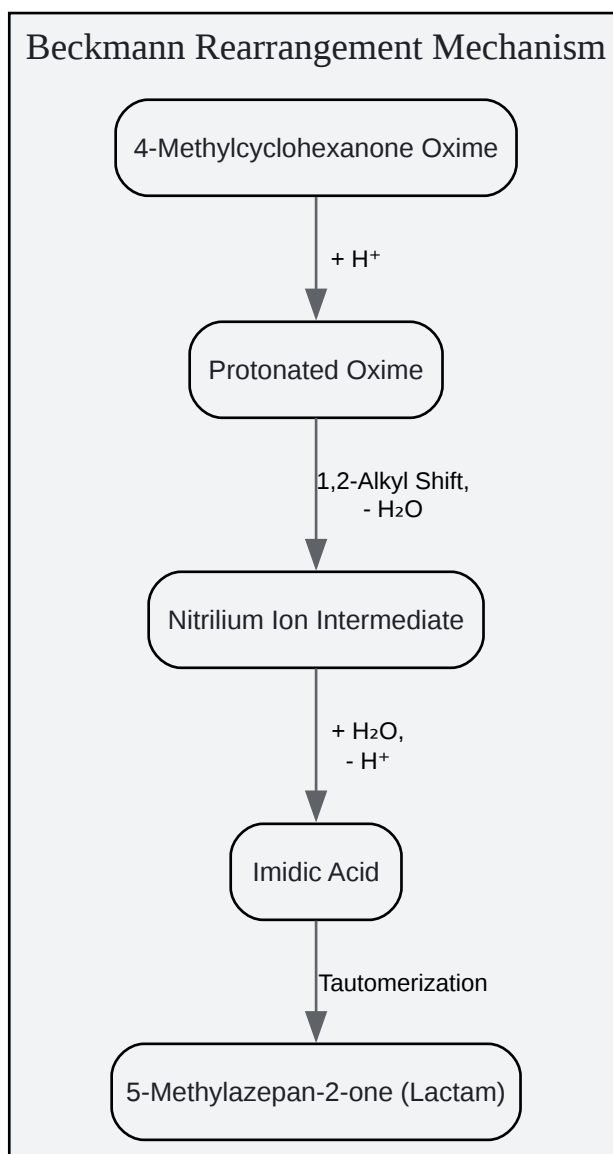 Beckmann Rearrangement Mechanism
4-Methylcyclohexanone Oxime
+ H⁺
Protonated Oxime
1,2-Alkyl Shift,
- H₂O
Nitrilium Ion Intermediate
+ H₂O,
- H⁺
Imidic Acid
Tautomerization
5-Methylazepan-2-one (Lactam)